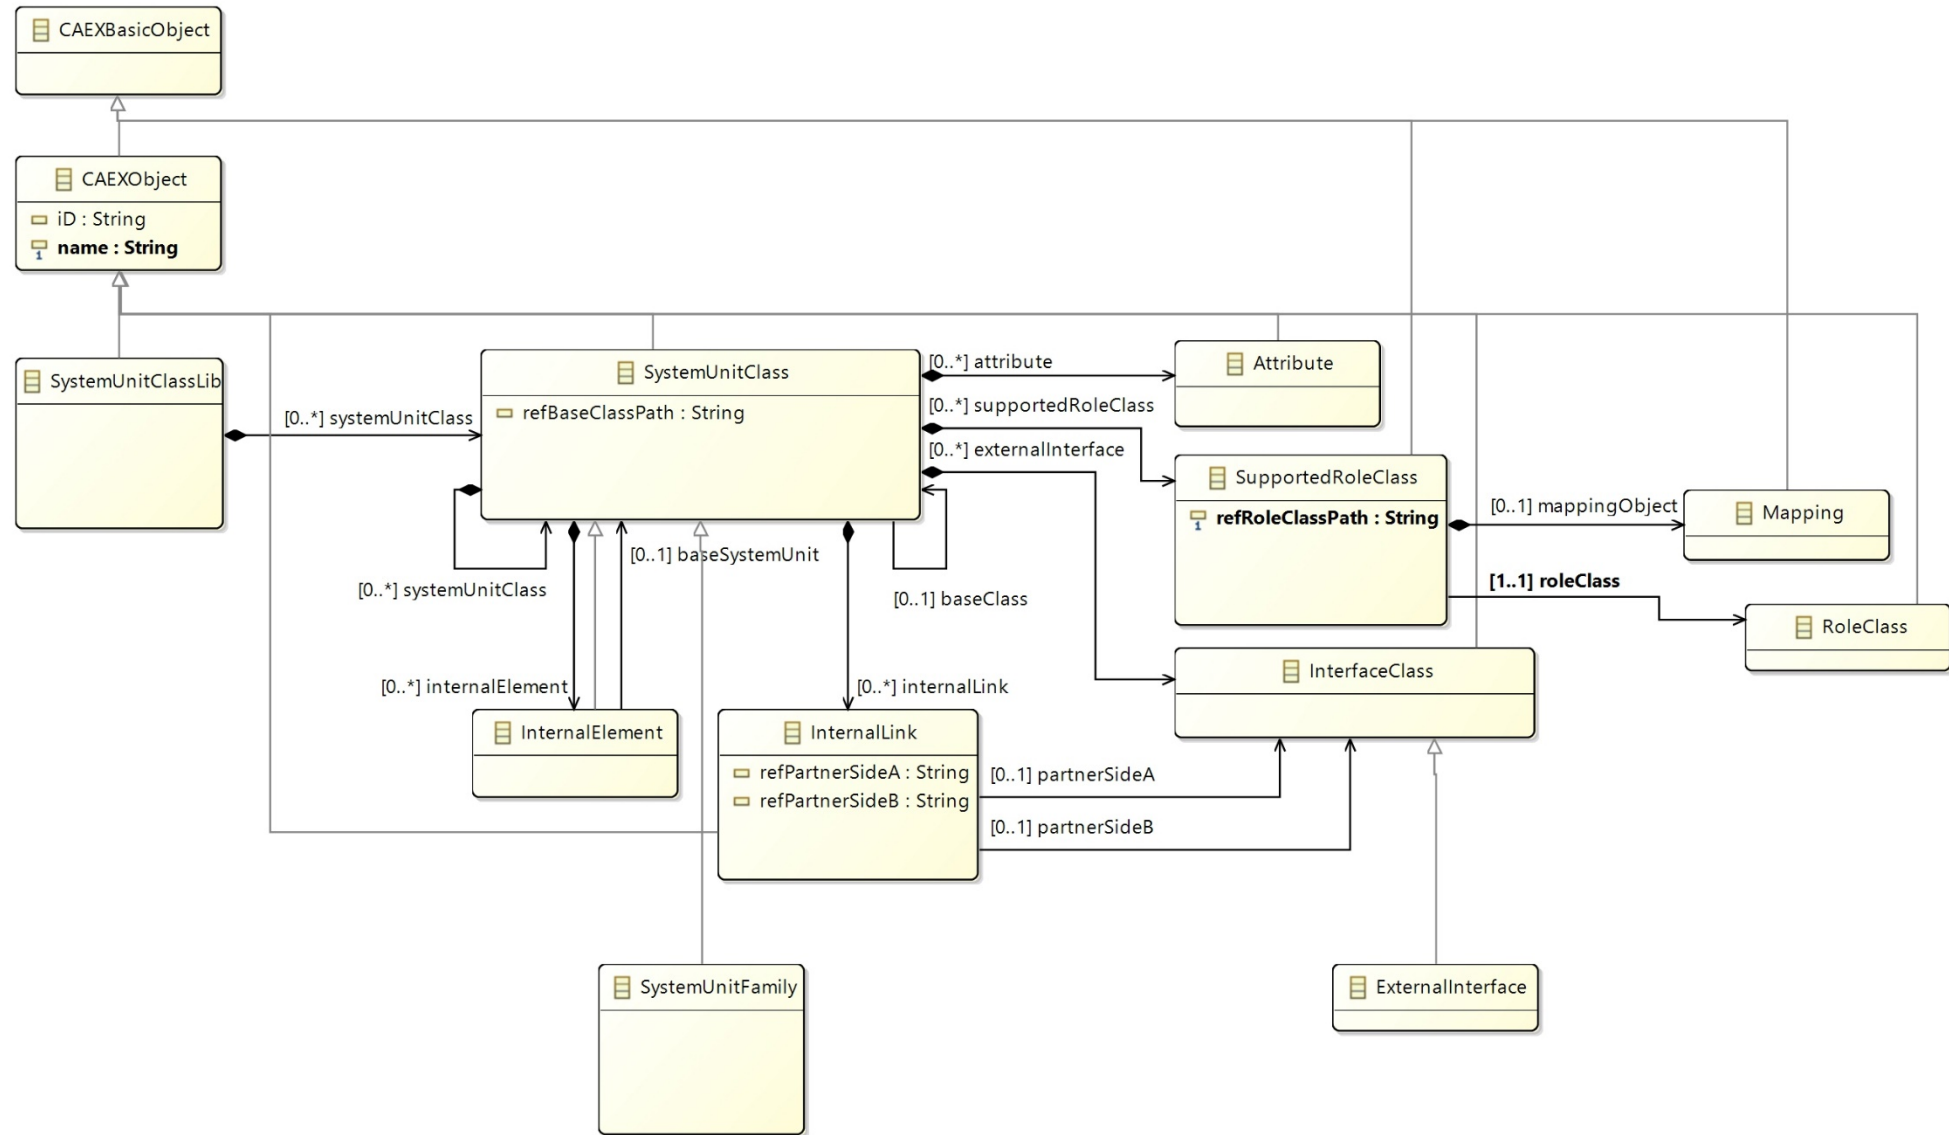 CAEXBasicObject
CAEXObject
iD : String
name : String
SystemUnitClassLib
[0..*] systemUnitClass
SystemUnitClass
refBaseClassPath : String
[0..*] attribute
[0..*] supportedRoleClass
[0..*] externalInterface
Attribute
SupportedRoleClass
refRoleClassPath : String
[0..1] mappingObject
Mapping
[1..1] roleClass
RoleClass
[0..*] systemUnitClass
[0..1] baseSystemUnit
[0..1] baseClass
[0..*] internalElement
[0..*] internalLink
InterfaceClass
InternalElement
InternalLink
refPartnerSideA : String
refPartnerSideB : String
[0..1] partnerSideA
[0..1] partnerSideB
SystemUnitFamily
ExternalInterface